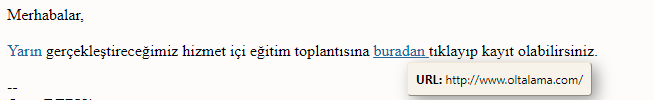 Merhabalar,
Yarın gerçekleştireceğimiz hizmet içi eğitim toplantısına buradan tıklayıp kayıt olabilirsiniz.
URL: http://www.oltalama.com/
--